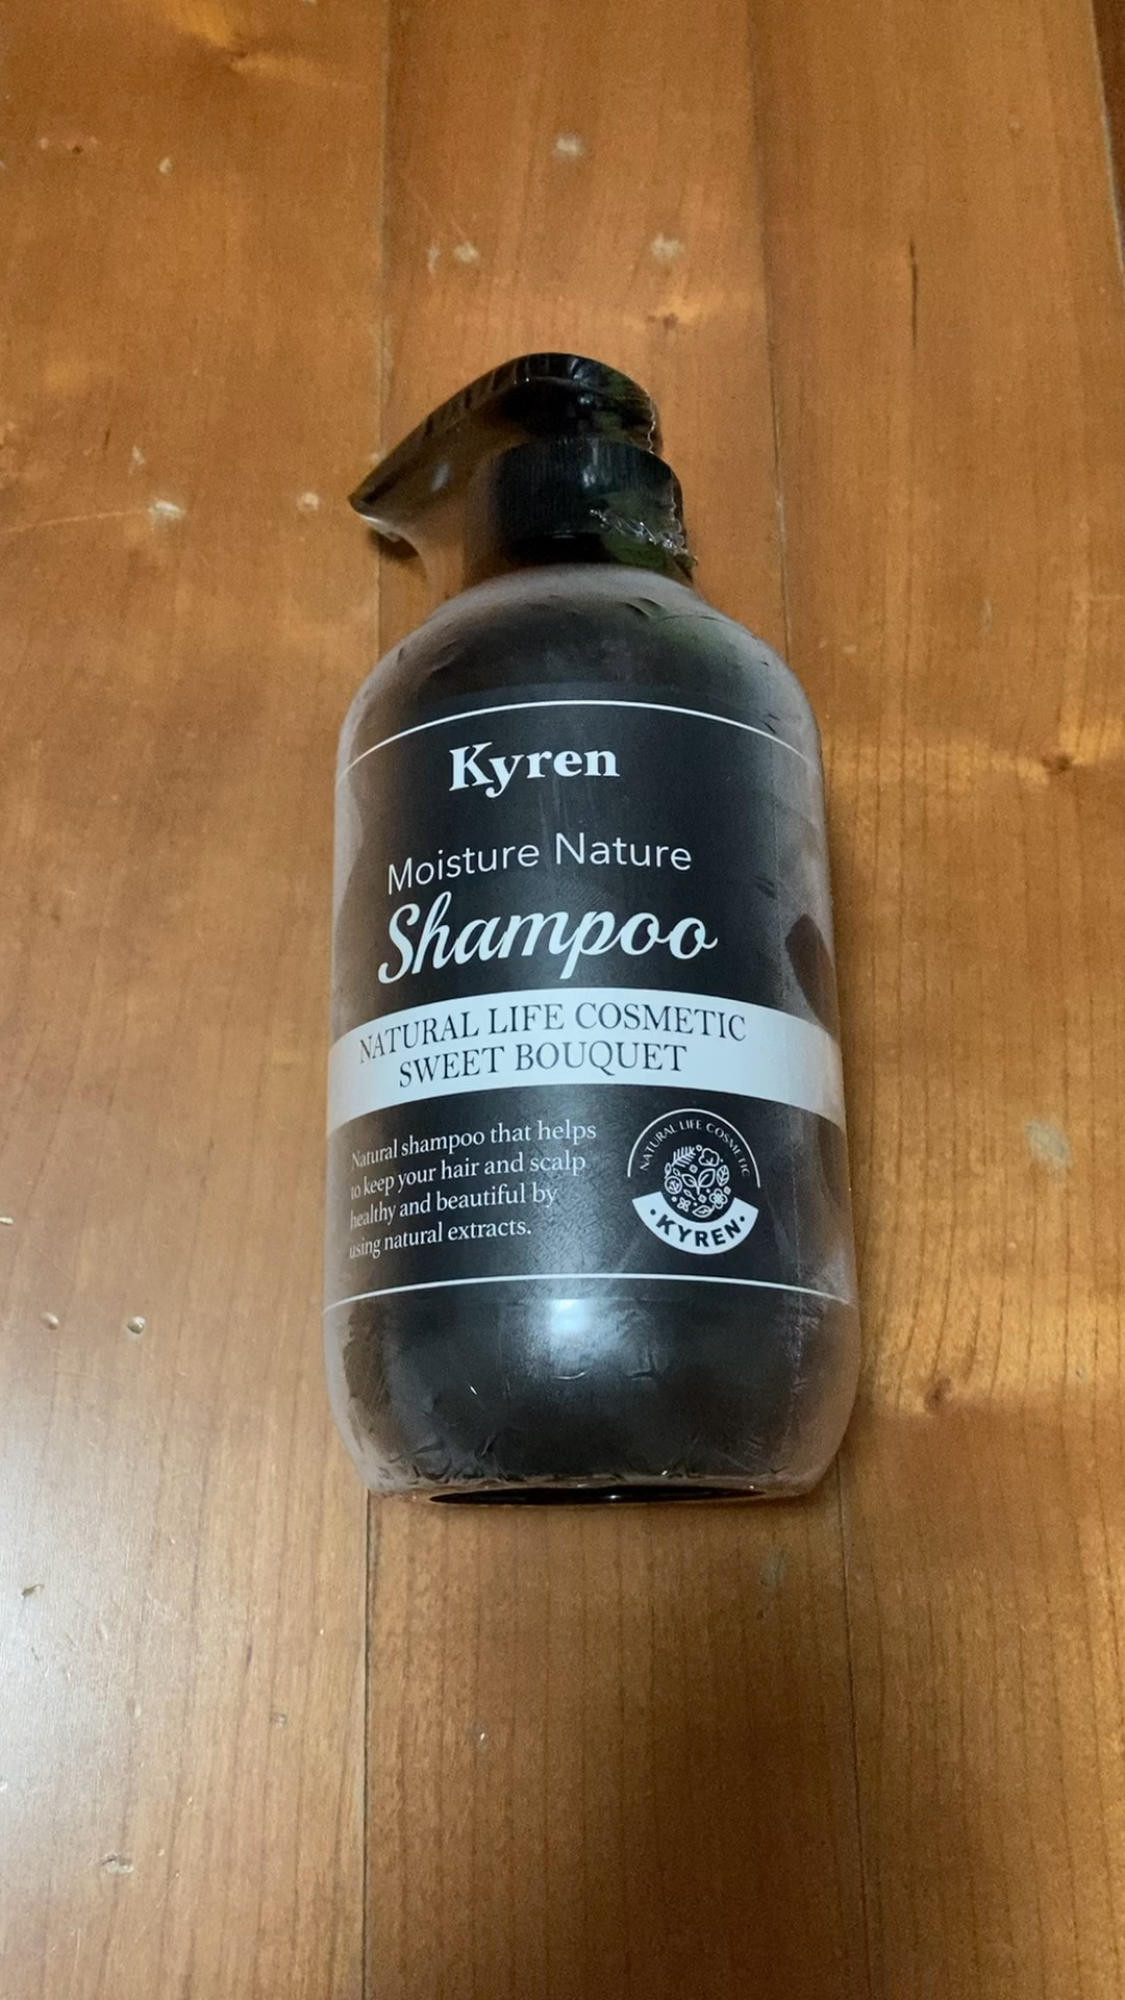 Kyren
Moisture Nature
Shampoo
NATURAL LIFE COSMETIC
SWEET BOUQUET
Natural shampoo that helps
to keep your hair and scalp
healthy and beautiful by
using natural extracts.
NATURAL LIFE COSMETIC
•KYREN•